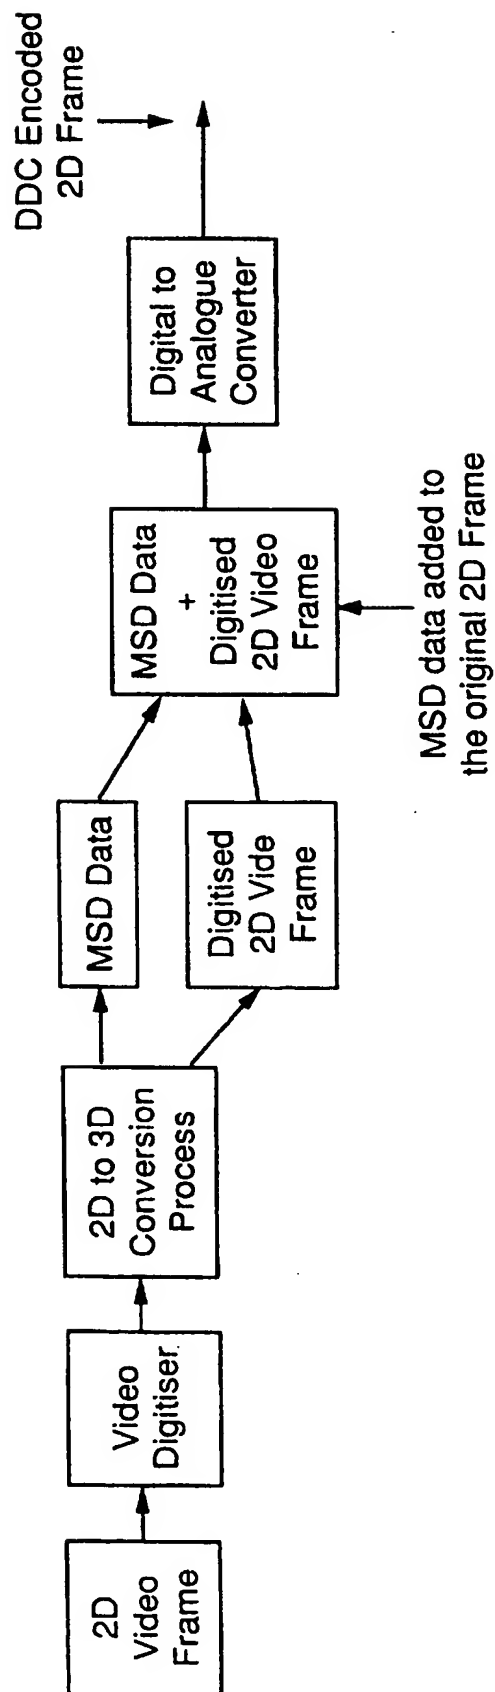 2D
Video
Frame
Video
Digitiser
2D to 3D
Conversion
Process
MSD Data
Digitised
2D Vide
Frame
MSD Data
+
Digitised
2D Video
Frame
MSD data added to
the original 2D Frame
Digital to
Analogue
Converter
DDC Encoded
2D Frame